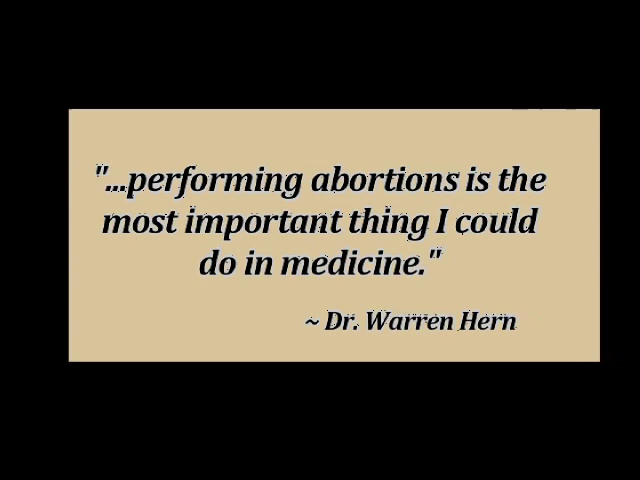 "...performing abortions is the
most important thing I could
do in medicine."
~ Dr. Warren Hern